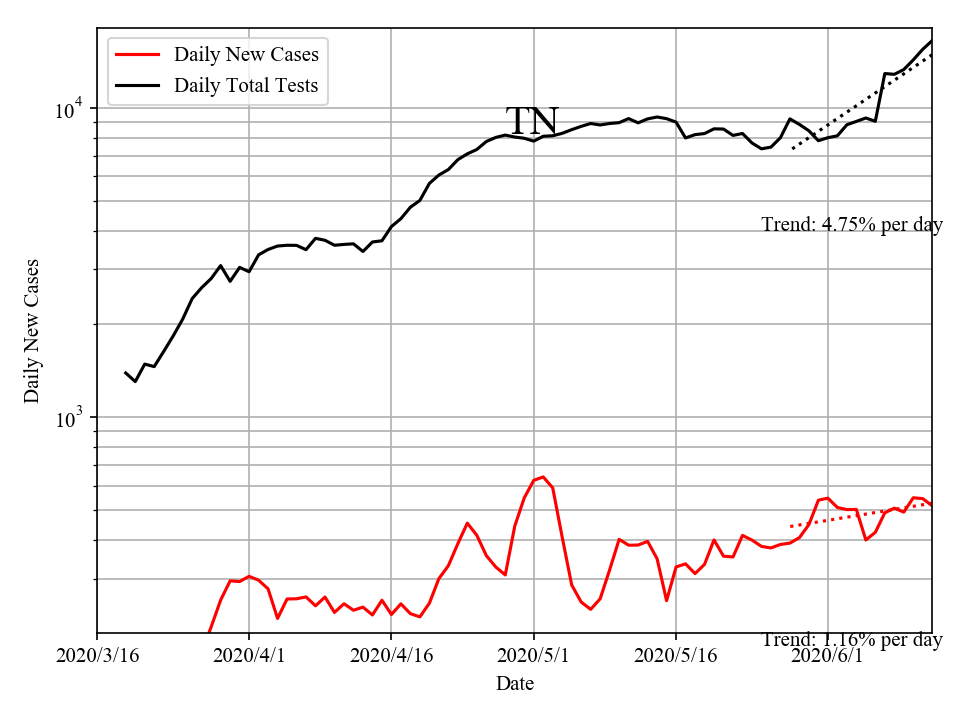 Daily New Cases
Daily Total Tests
TN
10^4
10^3
Trend: 4.75% per day
Trend: 1.16% per day
Daily New Cases
2020/3/16
2020/4/1
2020/4/16
2020/5/1
2020/5/16
2020/6/1
Date